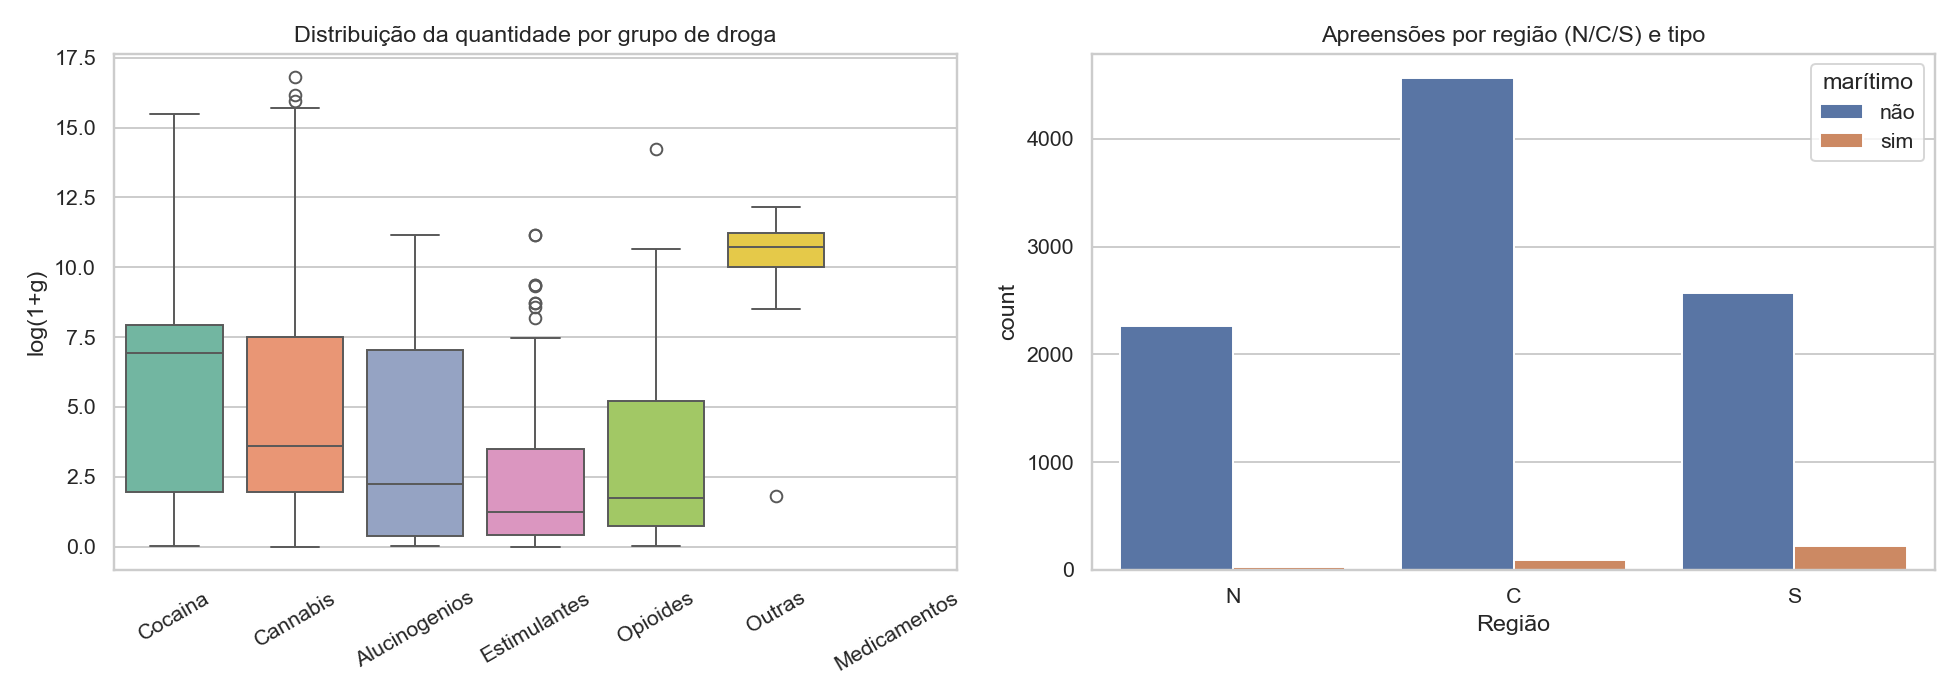 Distribuição da quantidade por grupo de droga
log(1+g)
17.5
15.0
12.5
10.0
7.5
5.0
2.5
0.0
Cocaina
Cannabis
Alucinogenios
Estimulantes
Opioides
Outras
Medicamentos
Apreensões por região (N/C/S) e tipo
marítimo
não
sim
count
4000
3000
2000
1000
0
N
C
S
Região